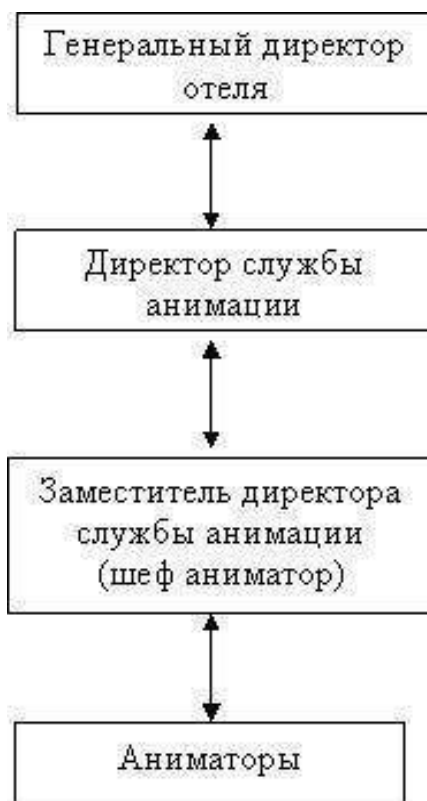 Генеральный директор
отеля
Директор службы
анимации
Заместитель директора
службы анимации
(шеф аниматор)
Аниматоры